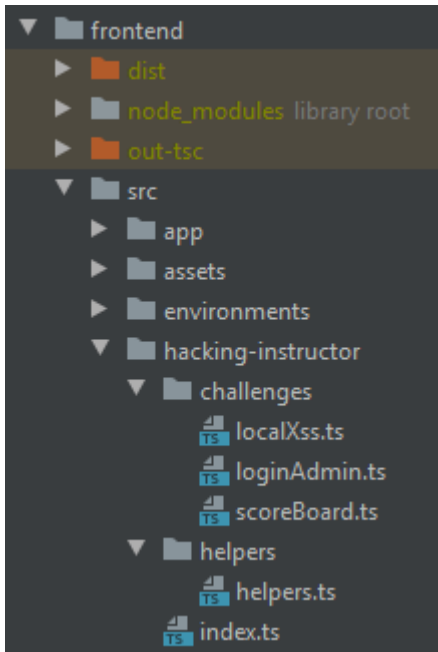 frontend
dist
node_modules library root
out-tsc
src
app
assets
environments
hacking-instructor
challenges
TS localXss.ts
TS loginAdmin.ts
TS scoreBoard.ts
helpers
TS helpers.ts
TS index.ts